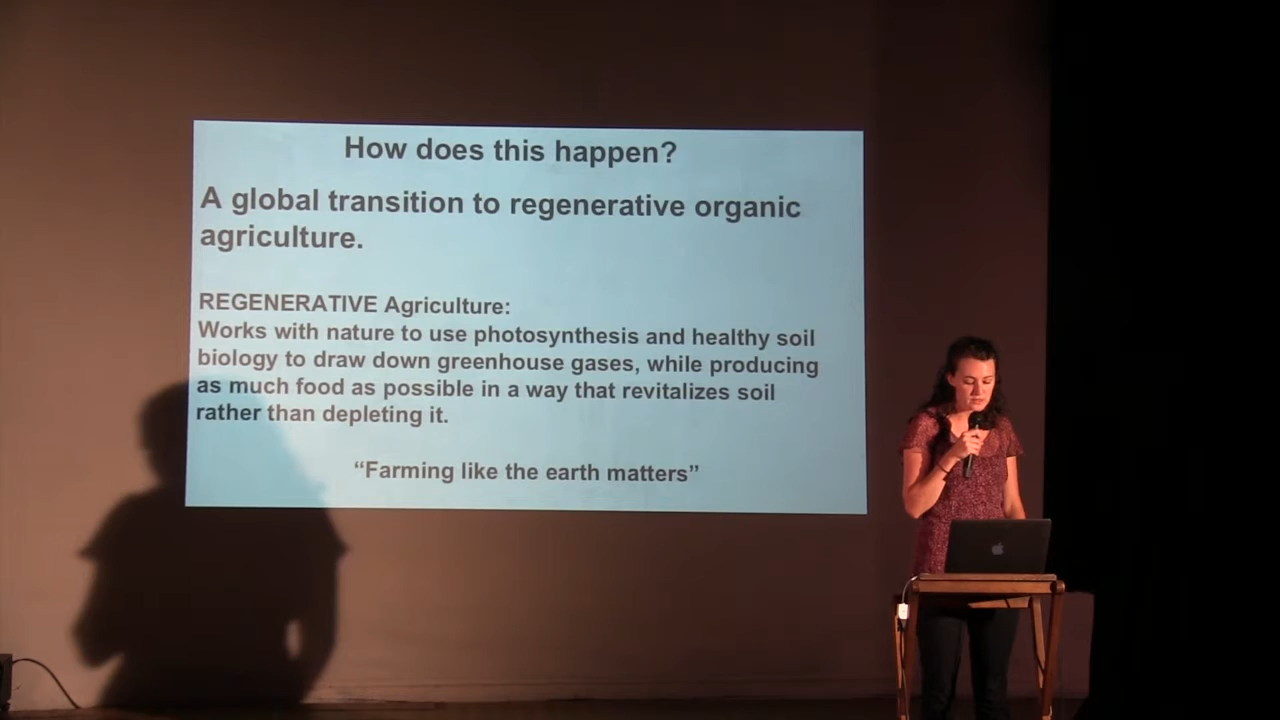 How does this happen?
A global transition to regenerative organic
agriculture.
REGENERATIVE Agriculture:
Works with nature to use photosynthesis and healthy soil
biology to draw down greenhouse gases, while producing
as much food as possible in a way that revitalizes soil
rather than depleting it.
“Farming like the earth matters”